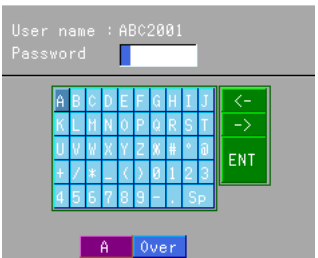 User name : ABC2001
Password
A B C D E F G H I J <-
K L M N O P Q R S T ->
U V W X Y Z % # ° @ ENT
+ / * _ ( ) 0 1 2 3
4 5 6 7 8 9 - . Sp
A Over